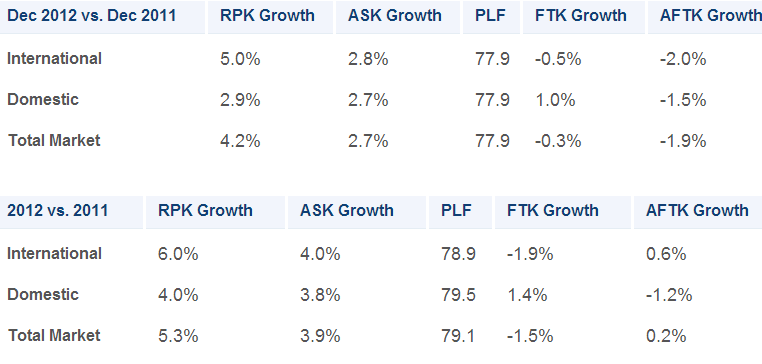 Dec 2012 vs. Dec 2011 RPK Growth ASK Growth PLF FTK Growth AFTK Growth
International 5.0% 2.8% 77.9 -0.5% -2.0%
Domestic 2.9% 2.7% 77.9 1.0% -1.5%
Total Market 4.2% 2.7% 77.9 -0.3% -1.9%
2012 vs. 2011 RPK Growth ASK Growth PLF FTK Growth AFTK Growth
International 6.0% 4.0% 78.9 -1.9% 0.6%
Domestic 4.0% 3.8% 79.5 1.4% -1.2%
Total Market 5.3% 3.9% 79.1 -1.5% 0.2%